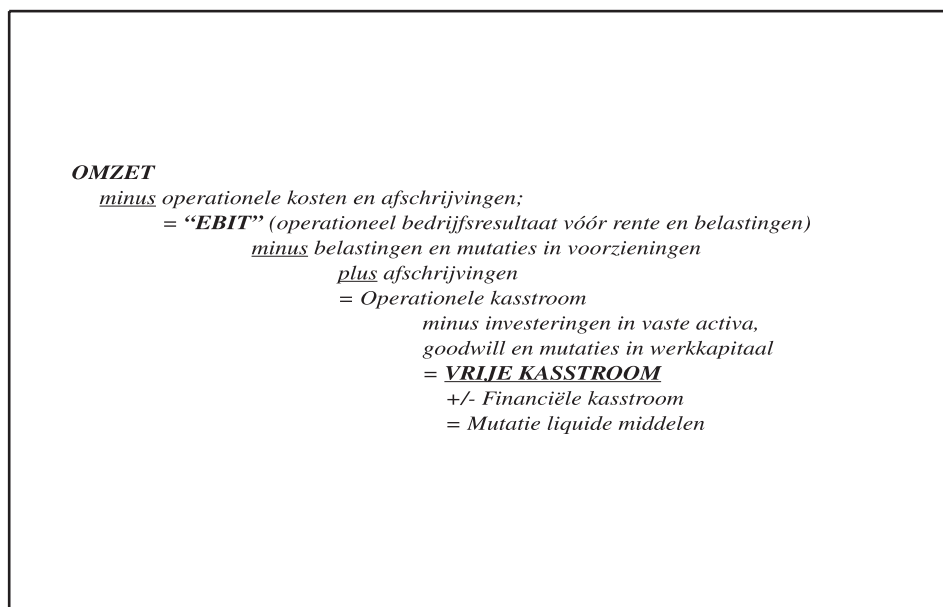 OMZET
minus operationele kosten en afschrijvingen;
= “EBIT” (operationeel bedrijfsresultaat vóór rente en belastingen)
minus belastingen en mutaties in voorzieningen
plus afschrijvingen
= Operationele kasstroom
minus investeringen in vaste activa,
goodwill en mutaties in werkkapitaal
= VRIJE KASSTROOM
+/- Financiële kasstroom
= Mutatie liquide middelen